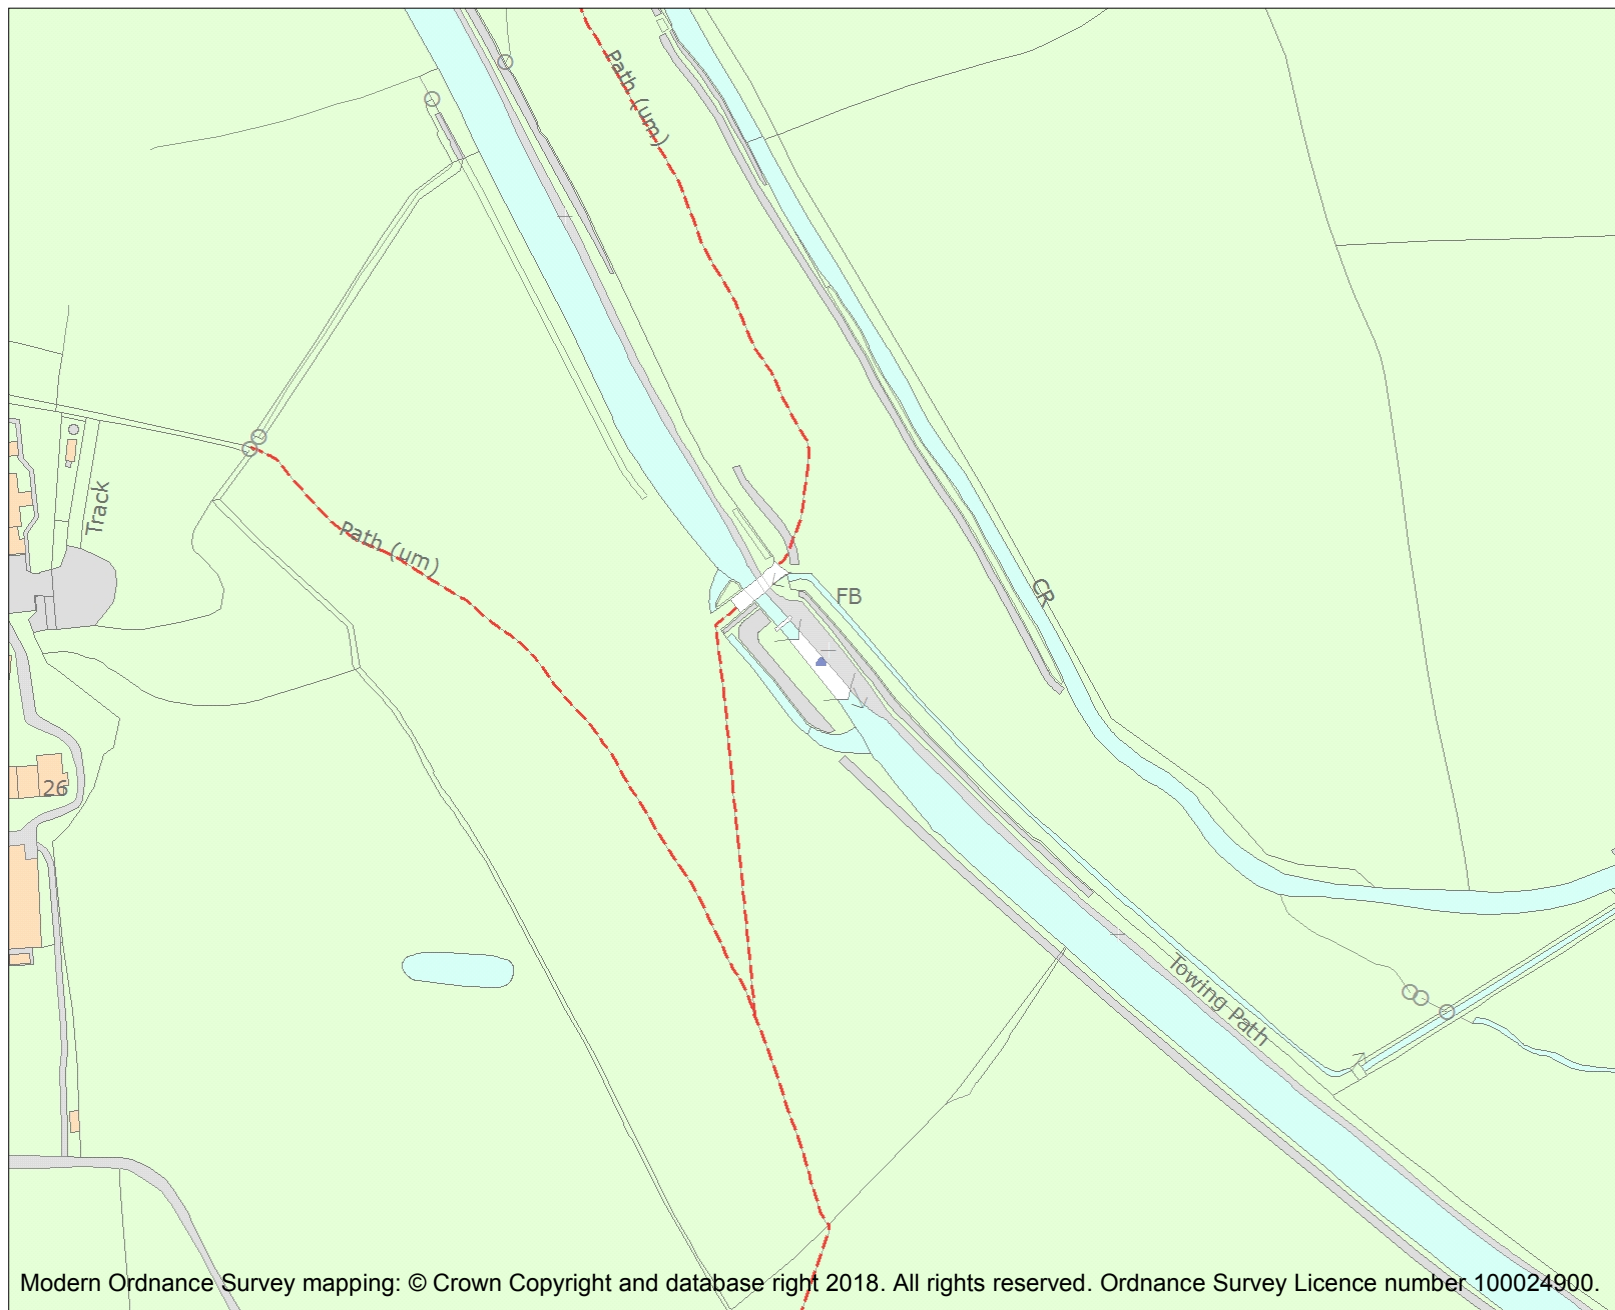 Path (um)
Track
Path (um)
FB
CR
26
Towing Path
Modern Ordnance Survey mapping: © Crown Copyright and database right 2018. All rights reserved. Ordnance Survey Licence number 100024900.